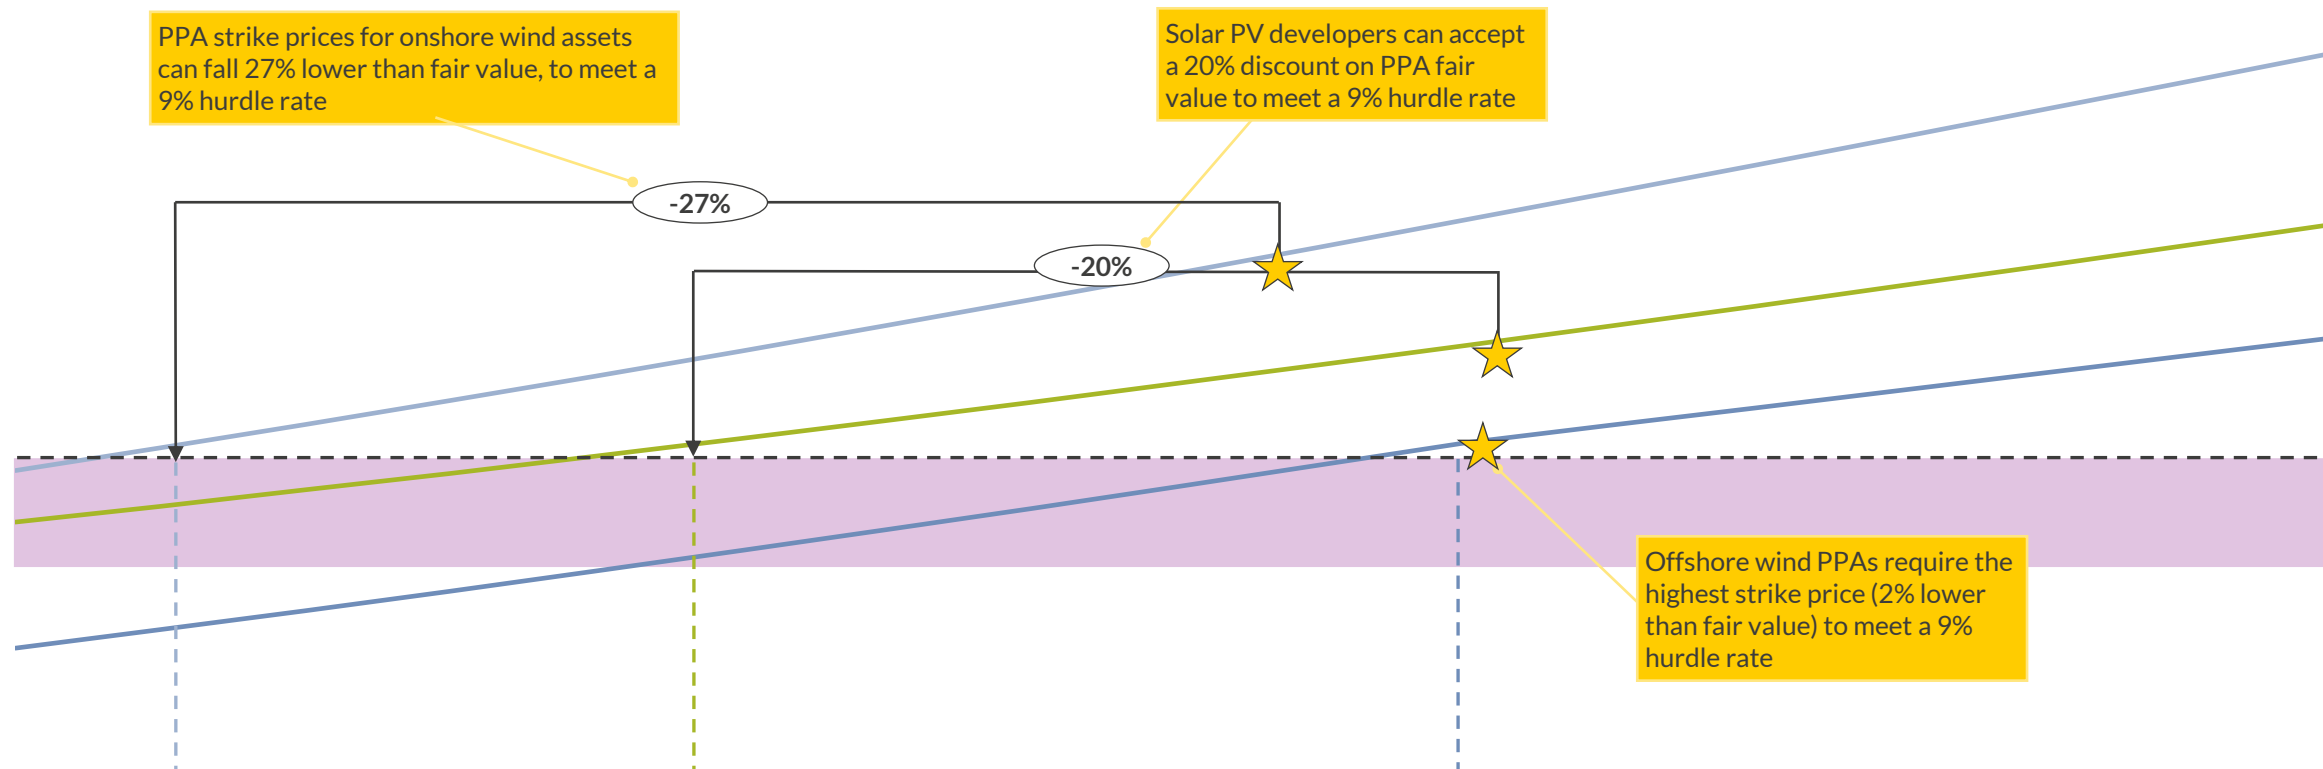 PPA strike prices for onshore wind assets
can fall 27% lower than fair value, to meet a
9% hurdle rate
Solar PV developers can accept
a 20% discount on PPA fair
value to meet a 9% hurdle rate
-27%
-20%
Offshore wind PPAs require the
highest strike price (2% lower
than fair value) to meet a 9%
hurdle rate